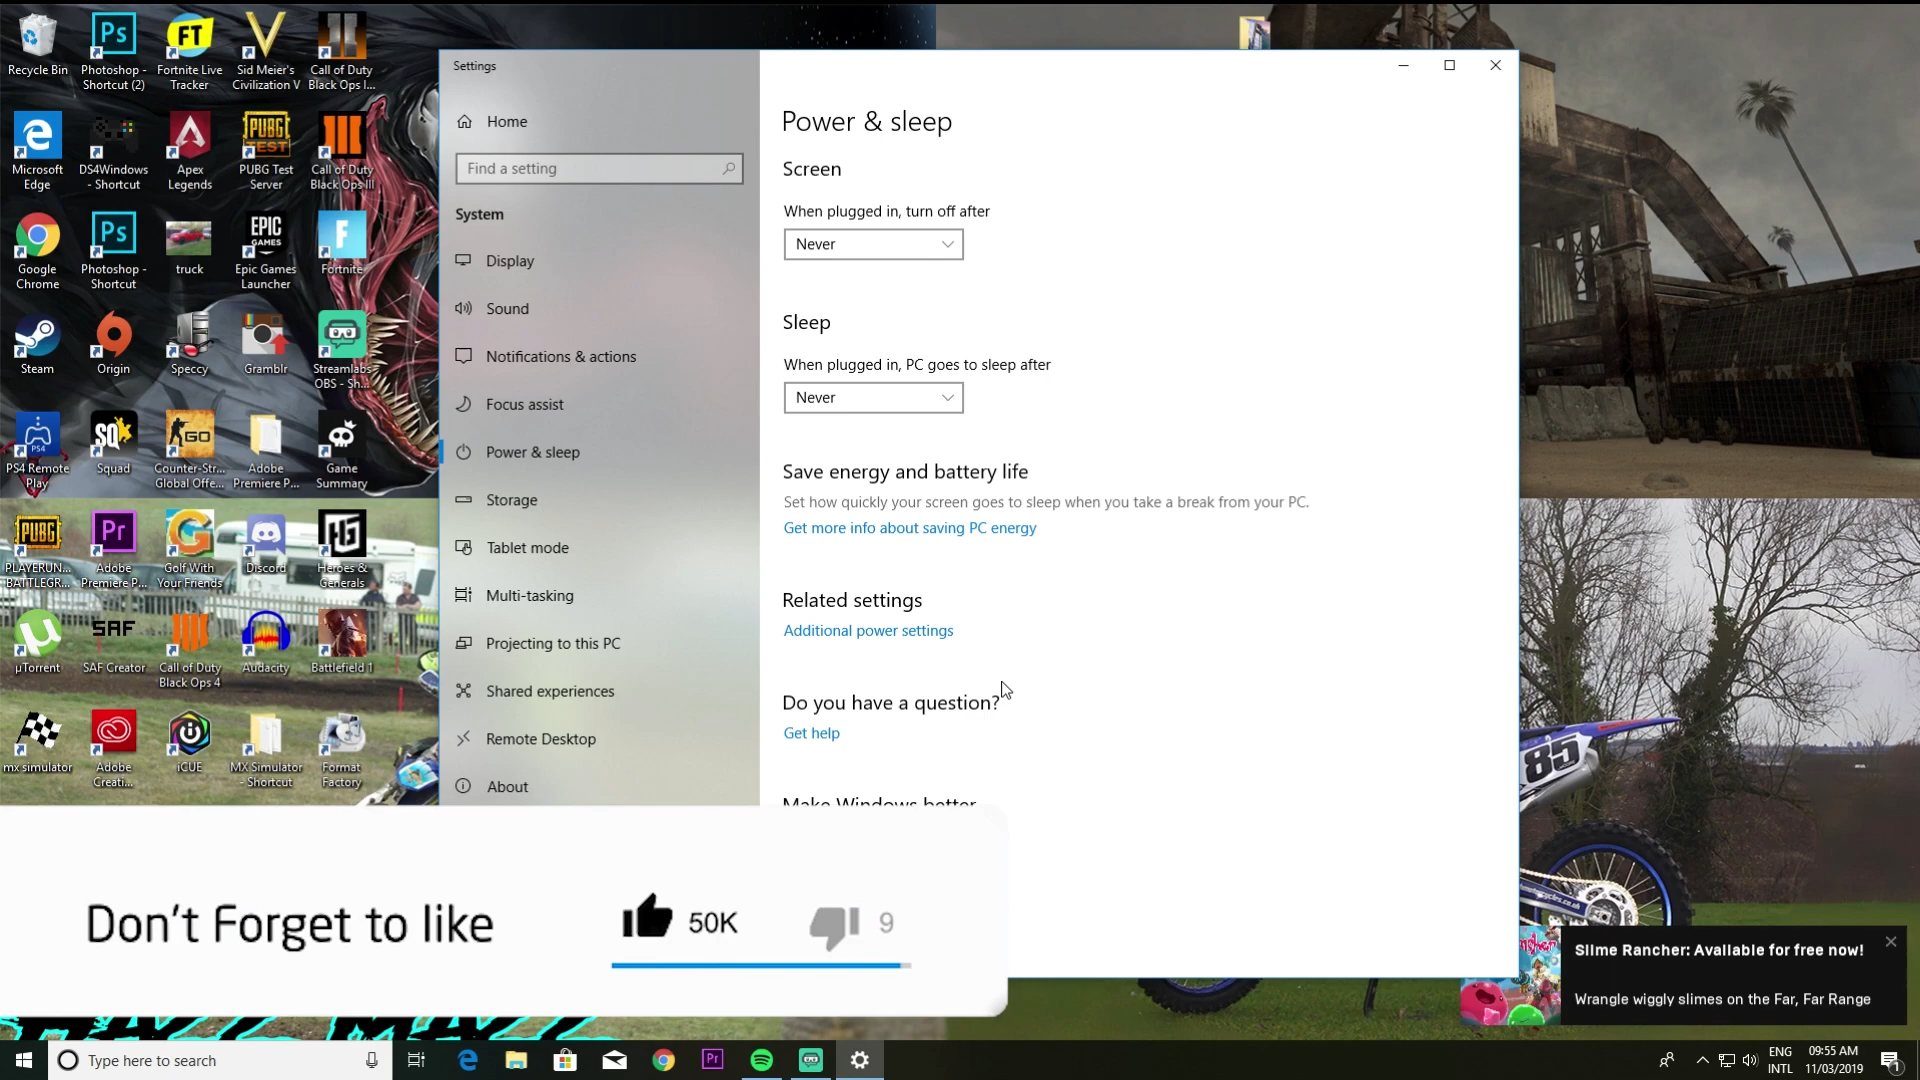 Recycle Bin
Photoshop -
Shortcut (2)
Fortnite Live
Tracker
Sid Meier's
Civilization V
Call of Duty
Black Ops I...
Microsoft
Edge
DS4Windows
- Shortcut
Apex
Legends
PUBG Test
Server
Call of Duty
Black Ops III
Google
Chrome
Photoshop -
Shortcut
truck
Epic Games
Launcher
Fortnite
Steam
Origin
Speccy
Gramblr
Streamlabs
OBS - Sh...
PS4 Remote
Play
Squad
Counter-Str...
Global Offe...
Adobe
Premiere P...
Game
Summary
PLAYERUN...
BATTLEGR...
Adobe
Premiere P...
Golf With
Your Friends
Discord
Heroes &
Generals
µTorrent
SAF Creator
Call of Duty
Black Ops 4
Audacity
Battlefield 1
mx simulator
Adobe
Creati...
iCUE
MX Simulator
- Shortcut
Format
Factory
Settings
Home
Find a setting
System
Display
Sound
Notifications & actions
Focus assist
Power & sleep
Storage
Tablet mode
Multi-tasking
Projecting to this PC
Shared experiences
Remote Desktop
About
Power & sleep
Screen
When plugged in, turn off after
Never
Sleep
When plugged in, PC goes to sleep after
Never
Save energy and battery life
Set how quickly your screen goes to sleep when you take a break from your PC.
Get more info about saving PC energy
Related settings
Additional power settings
Do you have a question?
Get help
Make Windows better
Don't Forget to like
50K
9
85
Slime Rancher: Available for free now!
Wrangle wiggly slimes on the Far, Far Range
Type here to search
ENG
INTL
09:55 AM
11/03/2019
1